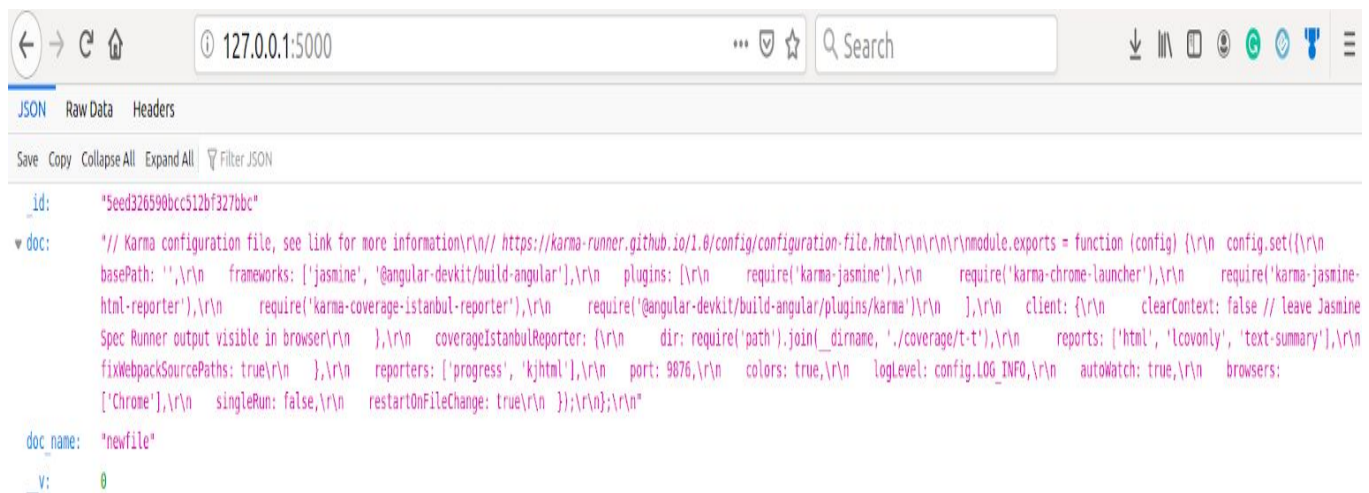 127.0.0.1:5000
Search
JSON Raw Data Headers
Save Copy Collapse All Expand All Filter JSON
_id: "5eed326590bcc512bf327bbc"
doc: "// Karma configuration file, see link for more information\r\n// https://karma-runner.github.io/1.0/config/configuration-file.html\r\n\r\n\r\nmodule.exports = function (config) {\r\n config.set({\r\n
basePath: '',\r\n frameworks: ['jasmine', '@angular-devkit/build-angular'],\r\n plugins: [\r\n require('karma-jasmine'),\r\n require('karma-chrome-launcher'),\r\n require('karma-jasmine-
html-reporter'),\r\n require('karma-coverage-istanbul-reporter'),\r\n require('@angular-devkit/build-angular/plugins/karma')\r\n ],\r\n client: {\r\n clearContext: false // leave Jasmine
Spec Runner output visible in browser\r\n },\r\n coverageIstanbulReporter: {\r\n dir: require('path').join(__dirname, './coverage/t-t'),\r\n reports: ['html', 'lcovonly', 'text-summary'],\r\n
fixWebpackSourcePaths: true\r\n },\r\n reporters: ['progress', 'kjhtml'],\r\n port: 9876,\r\n colors: true,\r\n logLevel: config.LOG_INFO,\r\n autoWatch: true,\r\n browsers:
['Chrome'],\r\n singleRun: false,\r\n restartOnFileChange: true\r\n });\r\n};\r\n"
doc_name: "newfile"
__v: 0